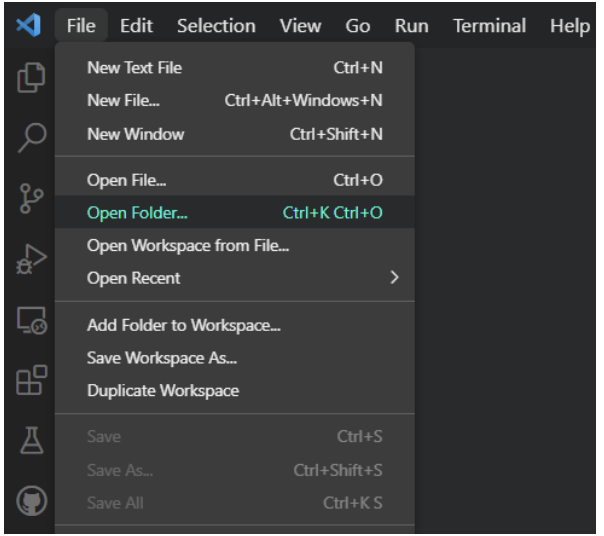 File Edit Selection View Go Run Terminal Help
New Text File Ctrl+N
New File... Ctrl+Alt+Windows+N
New Window Ctrl+Shift+N
Open File... Ctrl+O
Open Folder... Ctrl+K Ctrl+O
Open Workspace from File...
Open Recent
Add Folder to Workspace...
Save Workspace As...
Duplicate Workspace
Save Ctrl+S
Save As... Ctrl+Shift+S
Save All Ctrl+K S